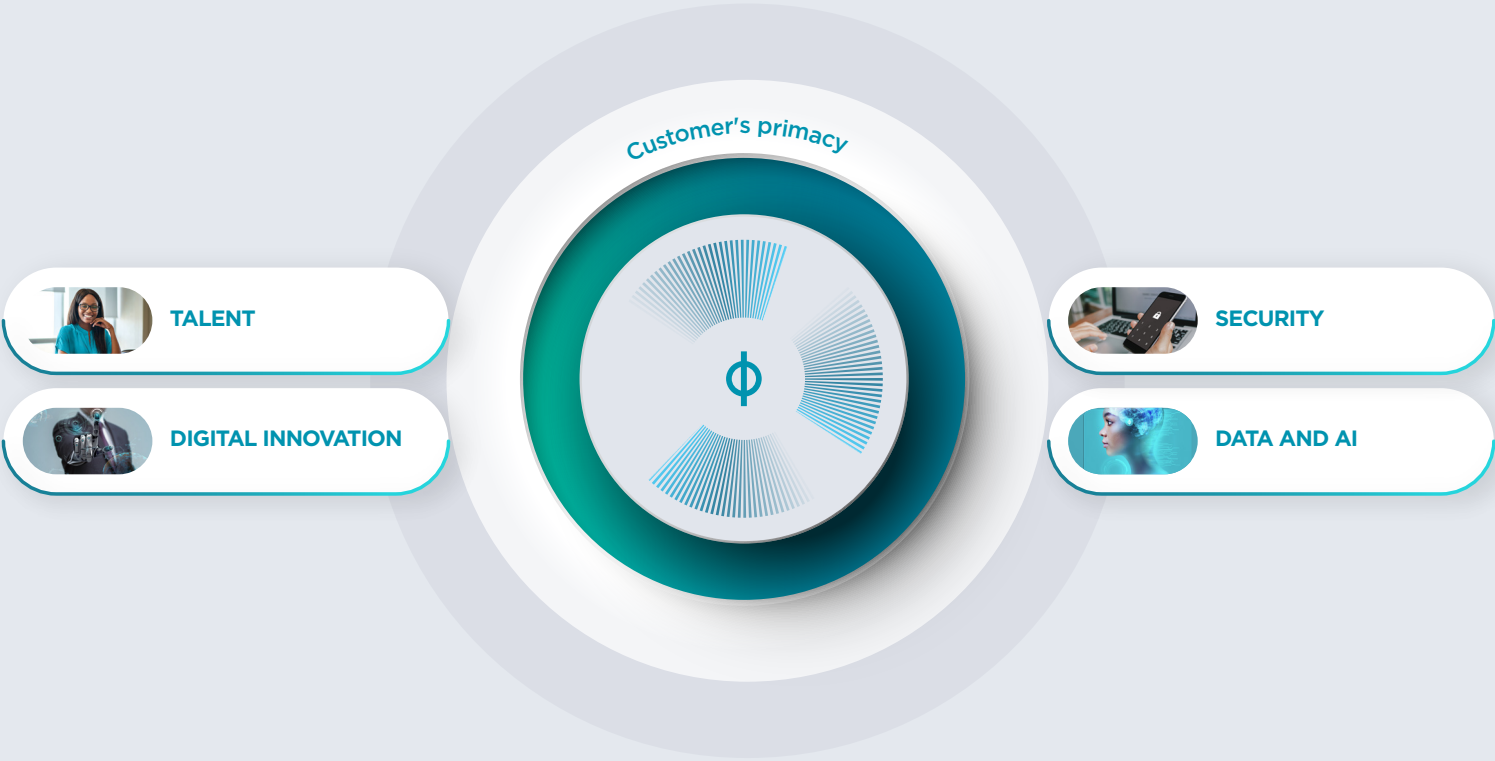 Customer's primacy
TALENT
DIGITAL INNOVATION
SECURITY
DATA AND AI